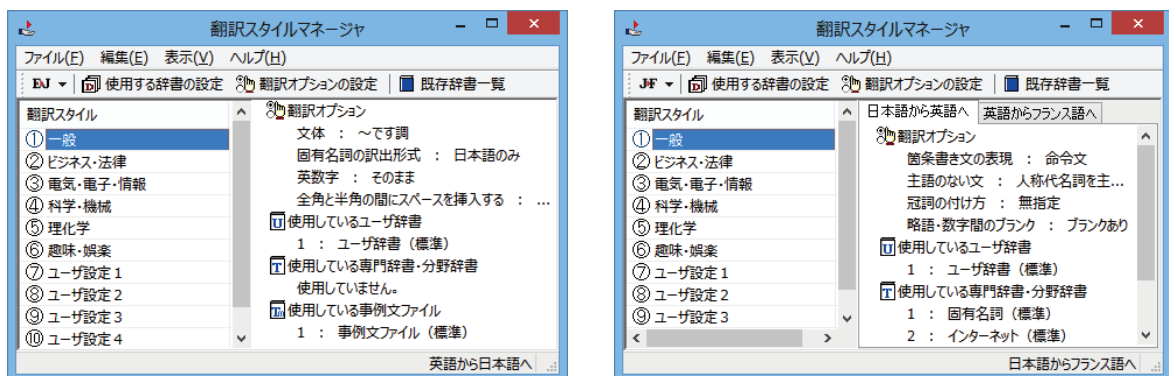 翻訳スタイルマネージャ
ファイル(F) 編集(E) 表示(V) ヘルプ(H)
EJ 使用する辞書の設定 翻訳オプションの設定 既存辞書一覧
翻訳スタイル
① 一般
② ビジネス・法律
③ 電気・電子・情報
④ 科学・機械
⑤ 理化学
⑥ 趣味・娯楽
⑦ ユーザ設定1
⑧ ユーザ設定2
⑨ ユーザ設定3
⑩ ユーザ設定4
翻訳オプション
文体 : ～です調
固有名詞の訳出形式 : 日本語のみ
英数字 : そのまま
全角と半角の間にスペースを挿入する : ...
U 使用しているユーザ辞書
1 : ユーザ辞書（標準）
T 使用している専門辞書・分野辞書
使用していません。
使用している事例文ファイル
1 : 事例文ファイル（標準）
英語から日本語へ
翻訳スタイルマネージャ
ファイル(F) 編集(E) 表示(V) ヘルプ(H)
JF 使用する辞書の設定 翻訳オプションの設定 既存辞書一覧
翻訳スタイル
① 一般
② ビジネス・法律
③ 電気・電子・情報
④ 科学・機械
⑤ 理化学
⑥ 趣味・娯楽
⑦ ユーザ設定1
⑧ ユーザ設定2
⑨ ユーザ設定3
日本語から英語へ 英語からフランス語へ
翻訳オプション
箇条書き文の表現 : 命令文
主語のない文 : 人称代名詞を主...
冠詞の付け方 : 無指定
略語・数字間のブランク : ブランクあり
U 使用しているユーザ辞書
1 : ユーザ辞書（標準）
T 使用している専門辞書・分野辞書
1 : 固有名詞（標準）
2 : インターネット（標準）
日本語からフランス語へ